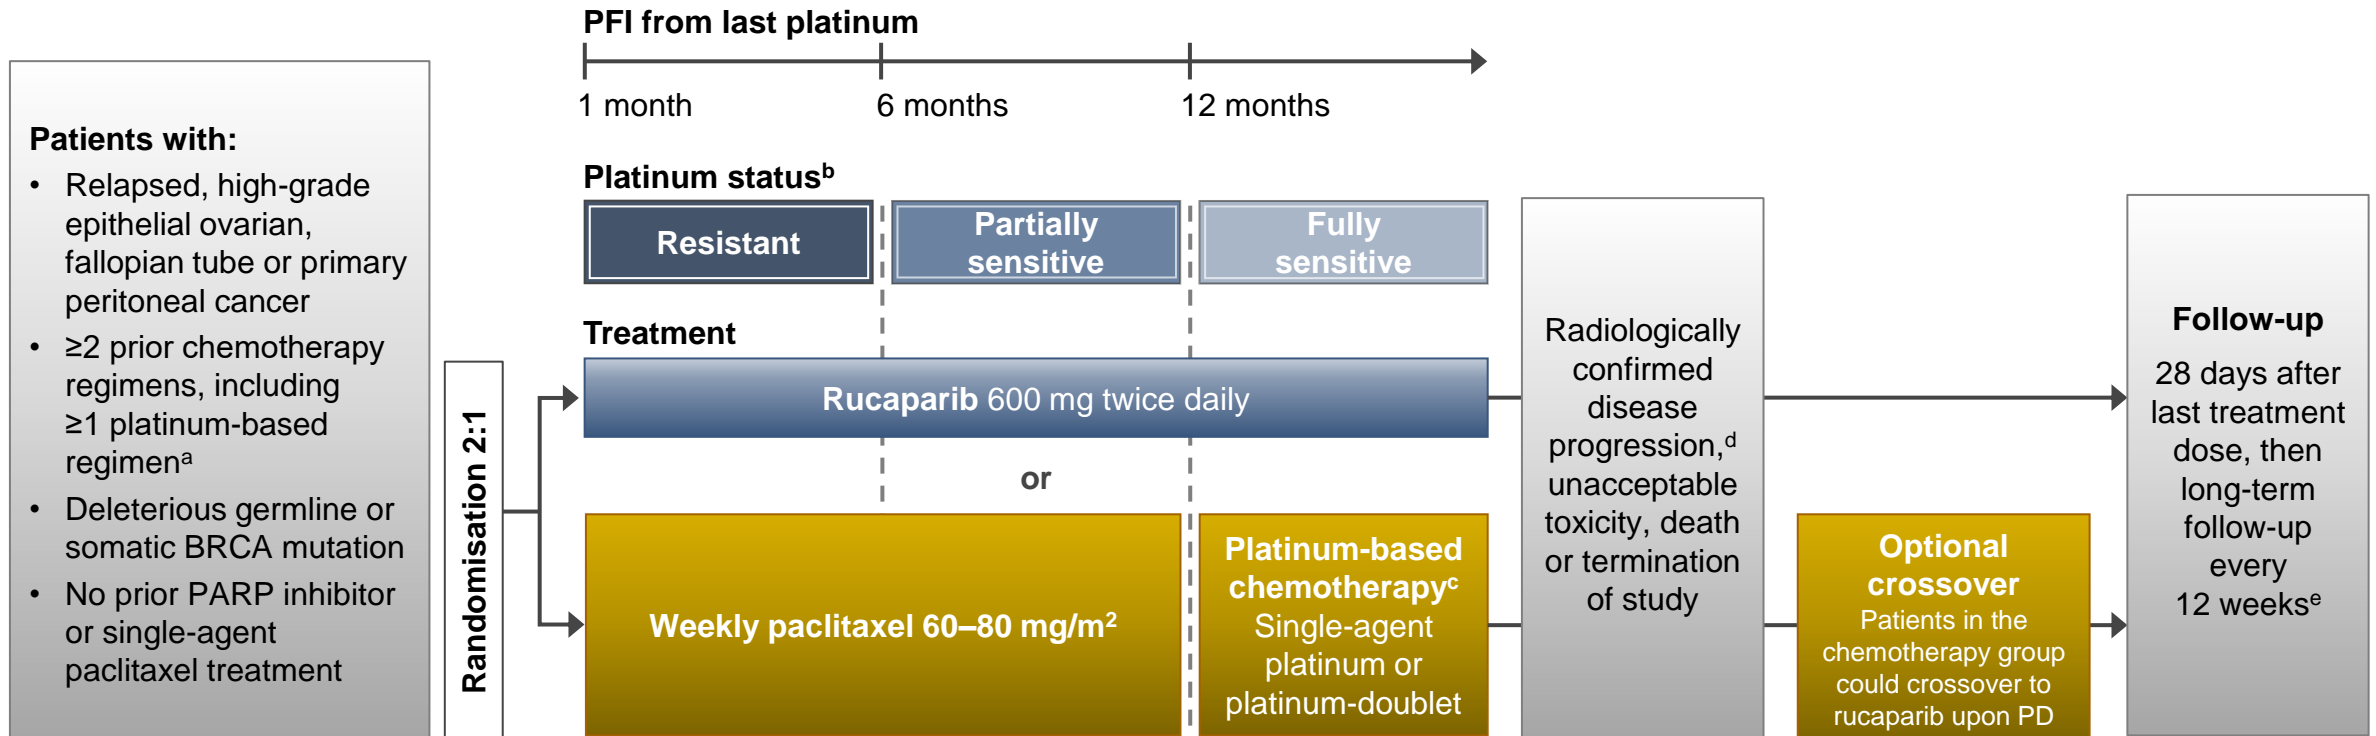 PFI from last platinum
1 month
6 months
12 months
Patients with:
• Relapsed, high-grade
epithelial ovarian,
fallopian tube or primary
peritoneal cancer
• ≥2 prior chemotherapy
regimens, including
≥1 platinum-based
regimenᵃ
• Deleterious germline or
somatic BRCA mutation
• No prior PARP inhibitor
or single-agent
paclitaxel treatment
Randomisation 2:1
Platinum statusᵇ
Resistant
Partially
sensitive
Fully
sensitive
Treatment
Rucaparib 600 mg twice daily
or
Weekly paclitaxel 60–80 mg/m²
Platinum-based
chemotherapyᶜ
Single-agent
platinum or
platinum-doublet
Radiologically
confirmed
disease
progression,ᵈ
unacceptable
toxicity, death
or termination
of study
Optional
crossover
Patients in the
chemotherapy group
could crossover to
rucaparib upon PD
Follow-up
28 days after
last treatment
dose, then
long-term
follow-up
every
12 weeksᵉ